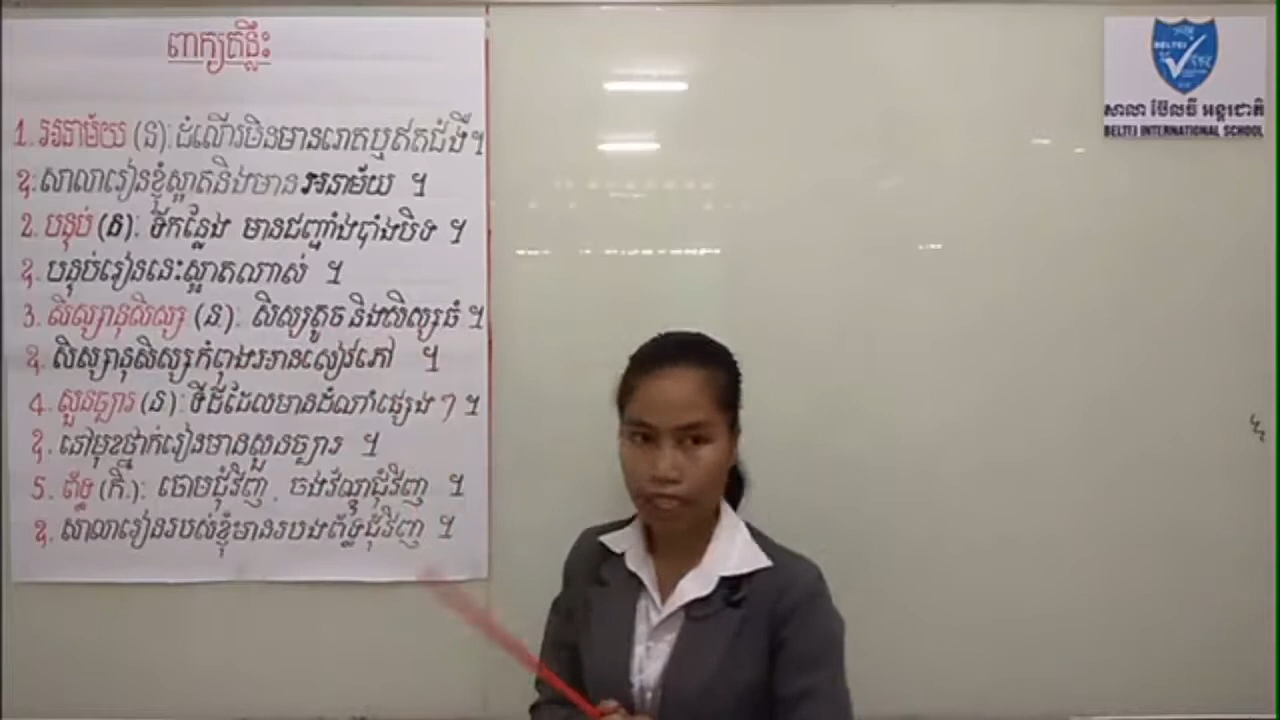 ពាក្យគន្លឹះ
1. អនាម័យ (ន): ដំណើរមិនមានរោគឬឥតជំងឺ ។
ឧ: សាលារៀនខ្ញុំស្អាតនិងមាន អនាម័យ ។
2. បន្ទប់ (ន): ទីកន្លែង មានជញ្ជាំងបាំងបិទ ។
ឧ. បន្ទប់រៀននេះស្អាតណាស់ ។
3. សិស្សានុសិស្ស (ន): សិស្សតូច និងសិស្សធំ ។
ឧ. សិស្សានុសិស្សកំពុងអានសៀវភៅ ។
4. សួនច្បារ (ន): ទីដីដែលមានដំណាំផ្សេង ៗ ។
ឧ. នៅមុខថ្នាក់រៀនមានសួនច្បារ ។
5. ព័ទ្ធ (កិ.): ចោមជុំវិញ , ចងវ័ណ្ឌជុំវិញ ។
ឧ. សាលារៀនរបស់ខ្ញុំមានរបងព័ទ្ធជុំវិញ ។
BELTEI
សាលា ប៊ែលធី អន្តរជាតិ
BELTEI INTERNATIONAL SCHOOL